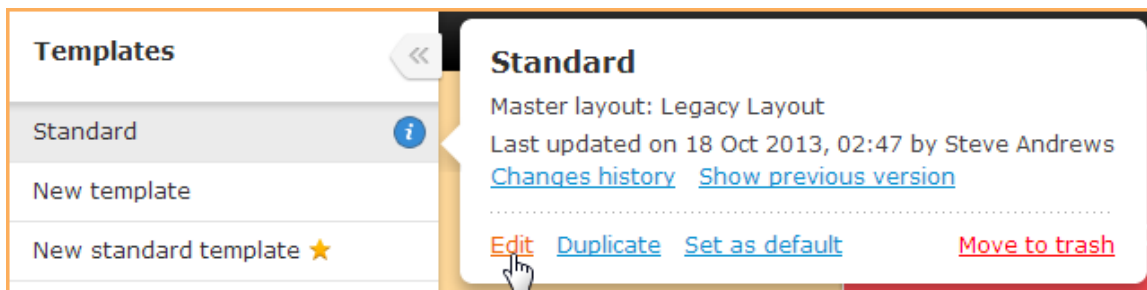 Templates
«
Standard
i
New template
New standard template
Standard
Master layout: Legacy Layout
Last updated on 18 Oct 2013, 02:47 by Steve Andrews
Changes history Show previous version
Edit Duplicate Set as default Move to trash